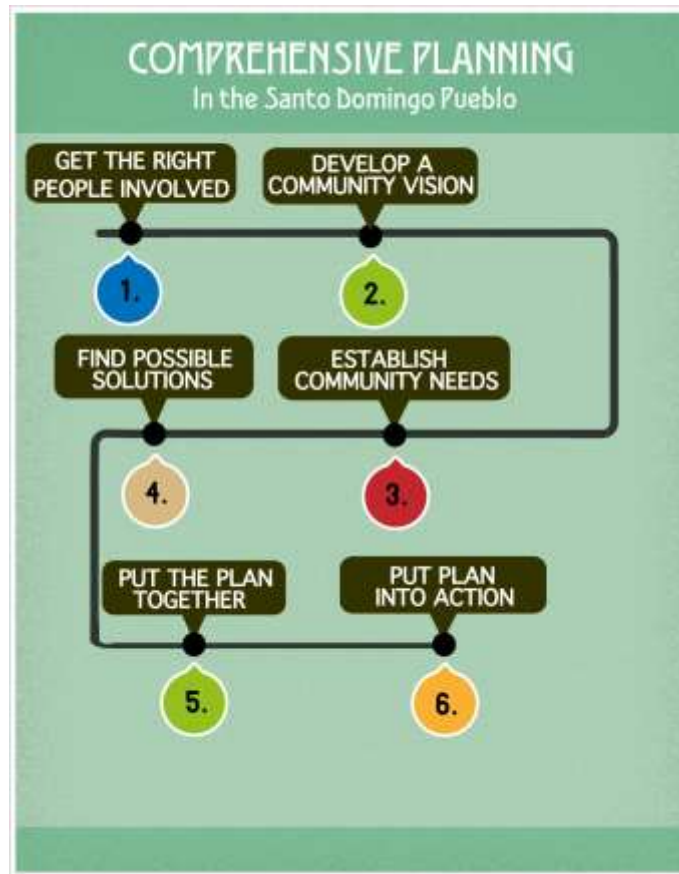 COMPREHENSIVE PLANNING
In the Santo Domingo Pueblo
GET THE RIGHT
PEOPLE INVOLVED
1.
DEVELOP A
COMMUNITY VISION
2.
ESTABLISH
COMMUNITY NEEDS
3.
FIND POSSIBLE
SOLUTIONS
4.
PUT THE PLAN
TOGETHER
5.
PUT PLAN
INTO ACTION
6.